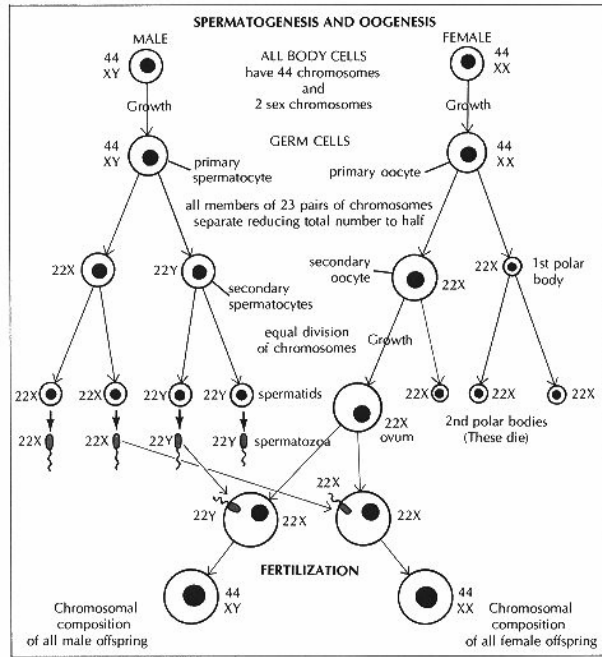 SPERMATOGENESIS AND OOGENESIS
MALE
FEMALE
44
XY
ALL BODY CELLS
have 44 chromosomes
and
2 sex chromosomes
44
XX
Growth
Growth
GERM CELLS
44
XY
primary
spermatocyte
primary oocyte
44
XX
all members of 23 pairs of chromosomes
separate reducing total number to half
22X
22Y
secondary
spermatocytes
secondary
oocyte
22X
22X
1st polar
body
equal division
of chromosomes
Growth
22X
22X
22Y
22Y
spermatids
22X
22X
22X
22X
22X
22Y
22Y
spermatozoa
22X
ovum
2nd polar bodies
(These die)
22Y
22X
22X
22X
FERTILIZATION
44
XY
44
XX
Chromosomal
composition
of all male offspring
Chromosomal
composition
of all female offspring